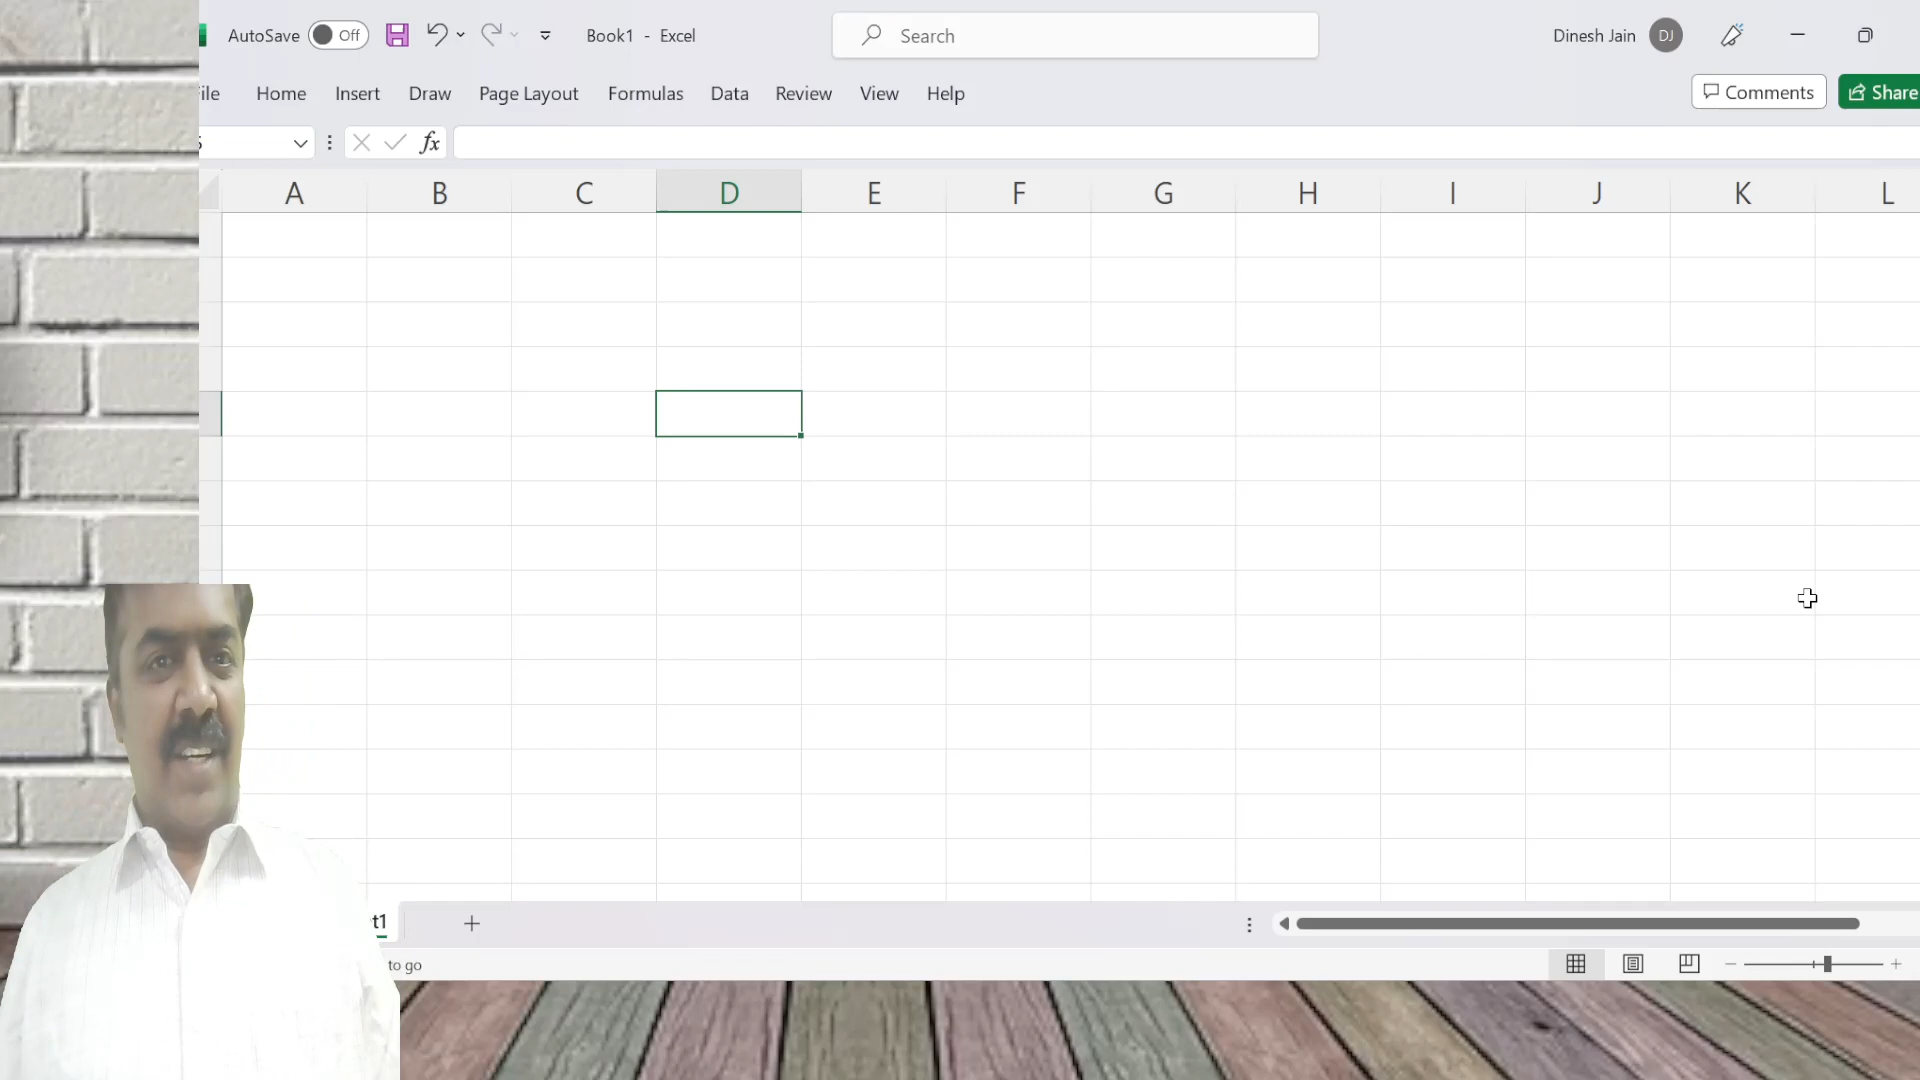 AutoSave Off Book1 - Excel Search Dinesh Jain DJ
ile Home Insert Draw Page Layout Formulas Data Review View Help Comments Share
5 fx
A B C D E F G H I J K L
t1
to go